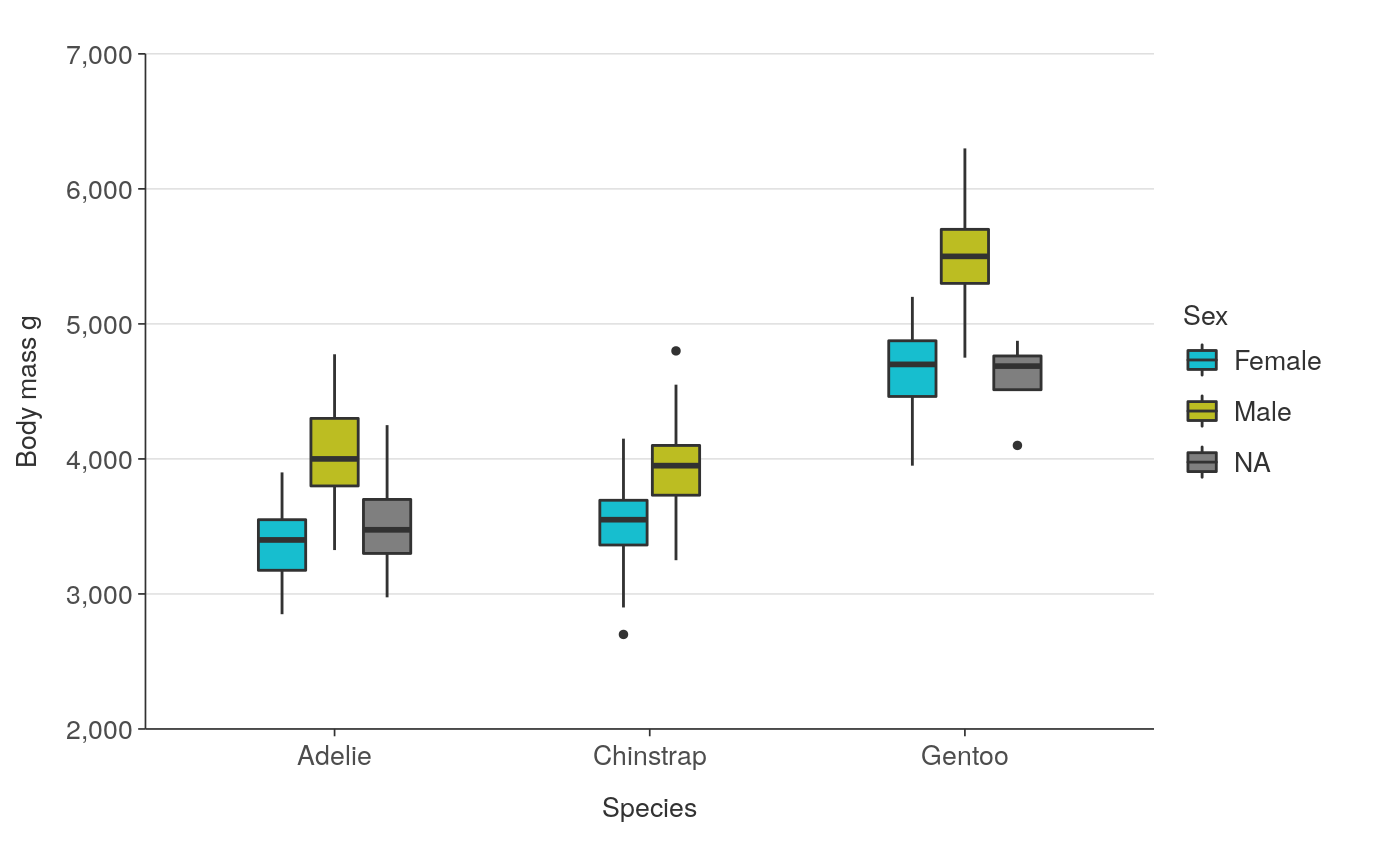 7,000
6,000
5,000
4,000
3,000
2,000
Body mass g
Adelie
Chinstrap
Gentoo
Species
Sex
Female
Male
NA